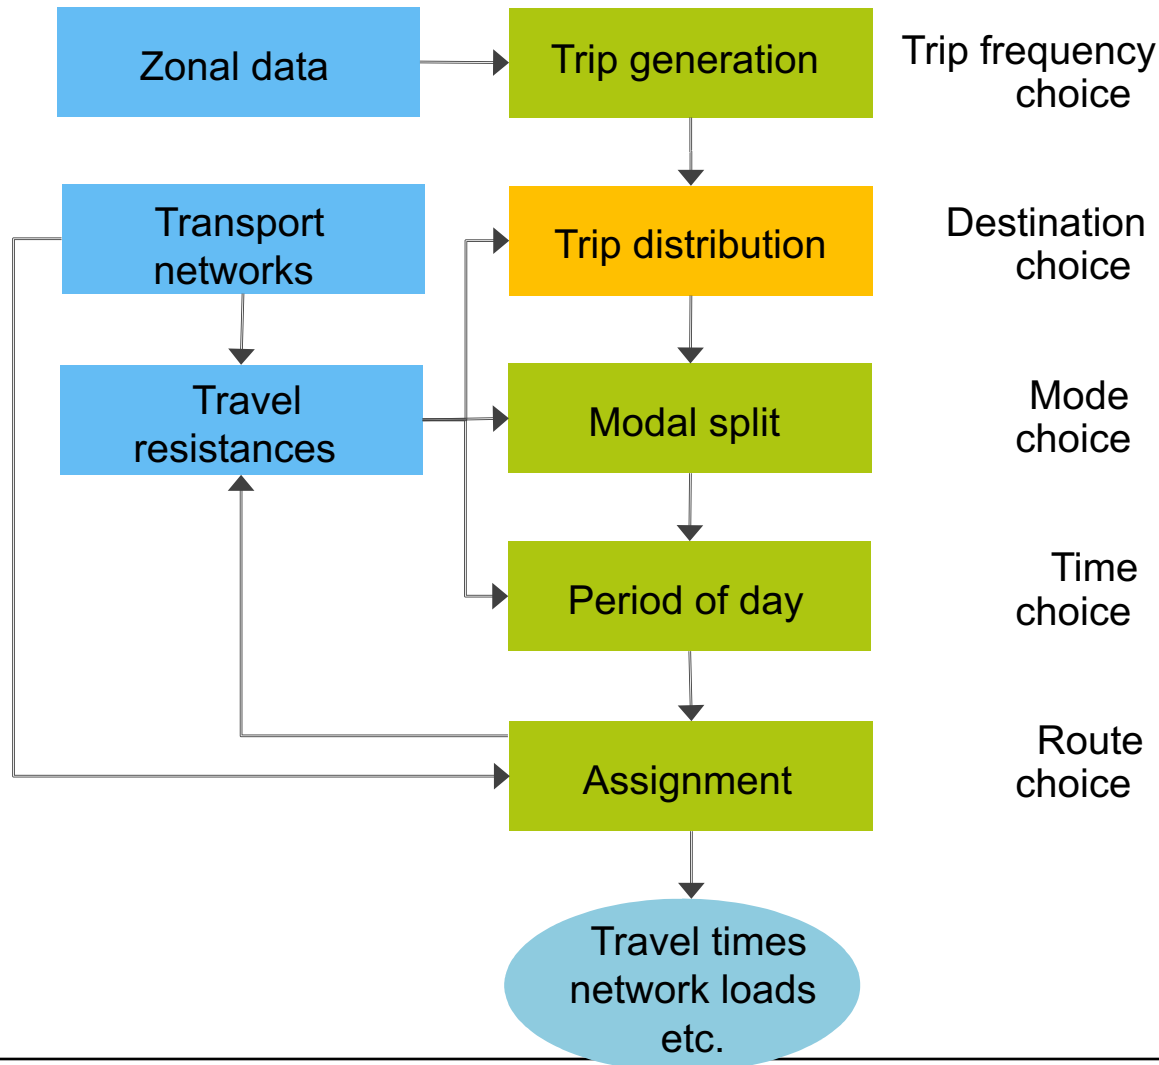 Zonal data
Trip generation
Trip frequency
choice
Transport
networks
Trip distribution
Destination
choice
Travel
resistances
Modal split
Mode
choice
Period of day
Time
choice
Assignment
Route
choice
Travel times
network loads
etc.